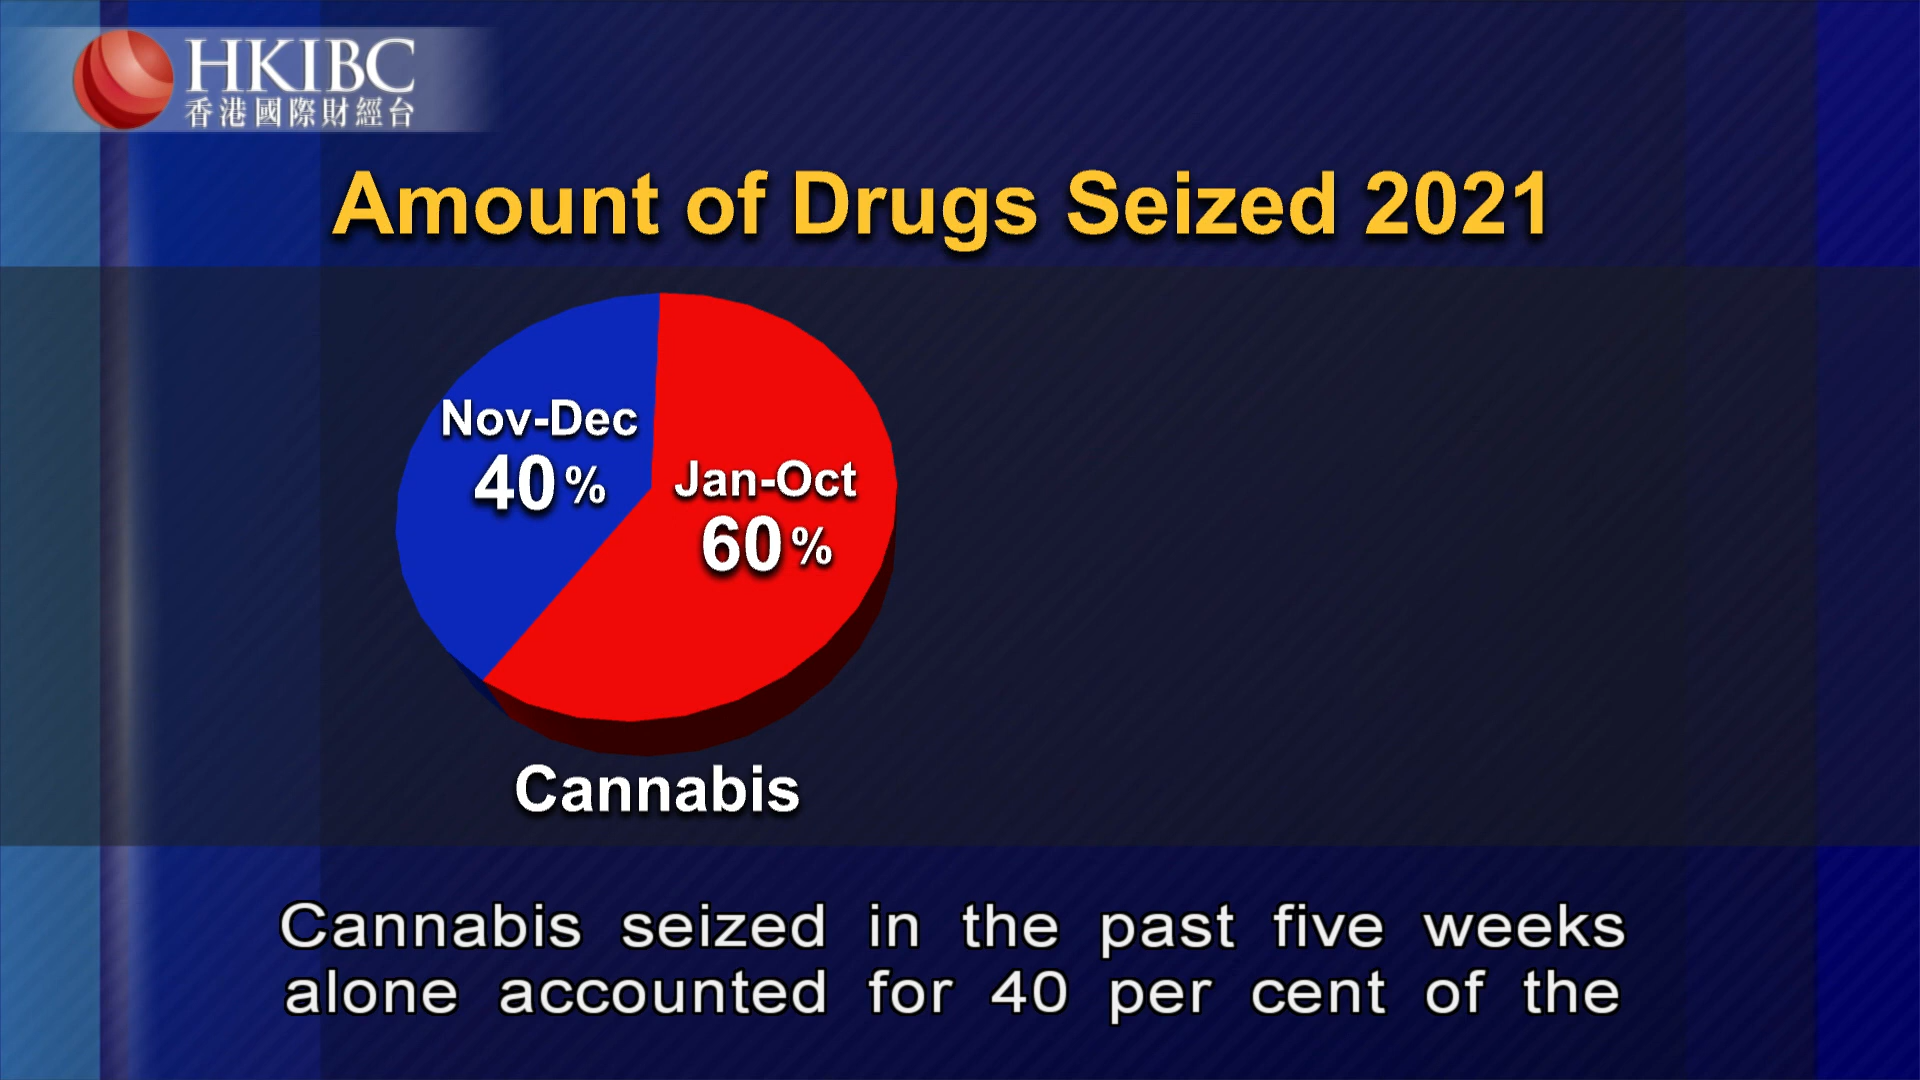 HKIBC
香港國際財經台
Amount of Drugs Seized 2021
Nov-Dec
40%
Jan-Oct
60%
Cannabis
Cannabis seized in the past five weeks
alone accounted for 40 per cent of the